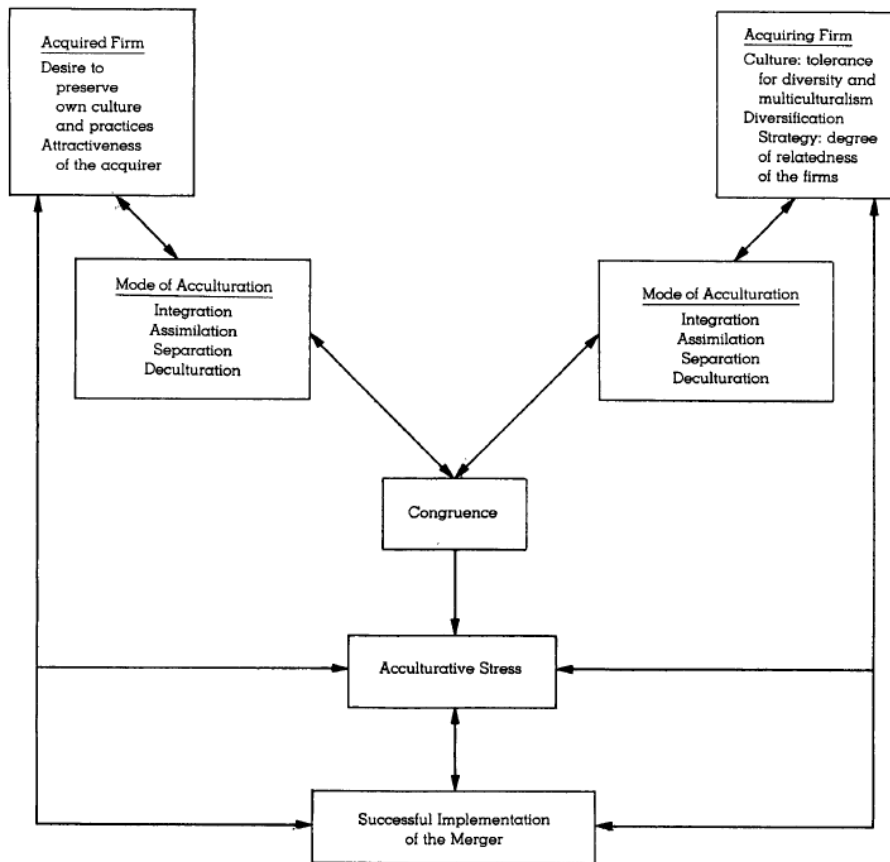 Acquired Firm
Desire to
preserve
own culture
and practices
Attractiveness
of the acquirer
Acquiring Firm
Culture: tolerance
for diversity and
multiculturalism
Diversification
Strategy: degree
of relatedness
of the firms
Mode of Acculturation
Integration
Assimilation
Separation
Deculturation
Mode of Acculturation
Integration
Assimilation
Separation
Deculturation
Congruence
Acculturative Stress
Successful Implementation
of the Merger